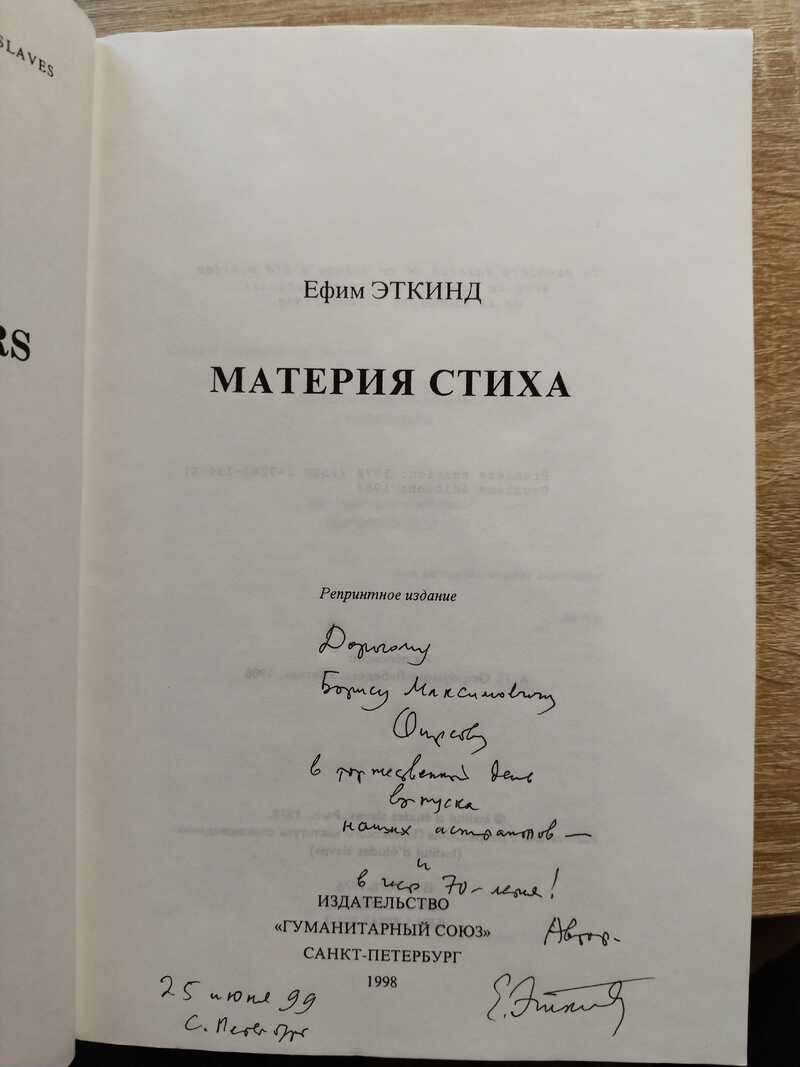 SLAVES
RS
Ефим ЭТКИНД
МАТЕРИЯ СТИХА
Репринтное издание
Дорогому
Борису Максимовичу
Фирсову
в торжественный день
выпуска
наших аспирантов —
и
в честь 70-летия!
ИЗДАТЕЛЬСТВО
«ГУМАНИТАРНЫЙ СОЮЗ»
САНКТ-ПЕТЕРБУРГ
1998
Автор.
25 июня 99
С. Петербург
Е. Эткинд